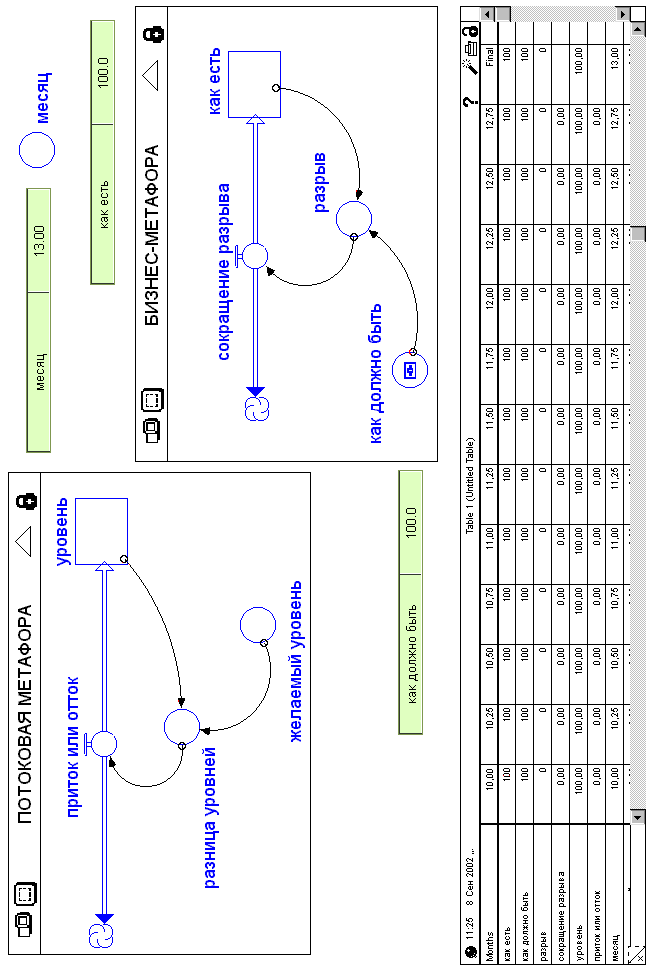 ПОТОКОВАЯ МЕТАФОРА
уровень
приток или отток
разница уровней
желаемый уровень
месяц 13.00
месяц
как есть 100.0
БИЗНЕС-МЕТАФОРА
как есть
сокращение разрыва
разрыв
как должно быть
как должно быть 100.0
11:25 8 Сен 2002 ... Table 1 (Untitled Table) ?
Months 10,00 10,25 10,50 10,75 11,00 11,25 11,50 11,75 12,00 12,25 12,50 12,75 Final
как есть 100 100 100 100 100 100 100 100 100 100 100 100 100
как должно быть 100 100 100 100 100 100 100 100 100 100 100 100 100
разрыв 0 0 0 0 0 0 0 0 0 0 0 0 0
сокращение разрыва 0,00 0,00 0,00 0,00 0,00 0,00 0,00 0,00 0,00 0,00 0,00 0,00
уровень 100,00 100,00 100,00 100,00 100,00 100,00 100,00 100,00 100,00 100,00 100,00 100,00 100,00
приток или отток 0,00 0,00 0,00 0,00 0,00 0,00 0,00 0,00 0,00 0,00 0,00 0,00
месяц 10,00 10,25 10,50 10,75 11,00 11,25 11,50 11,75 12,00 12,25 12,50 12,75 13,00